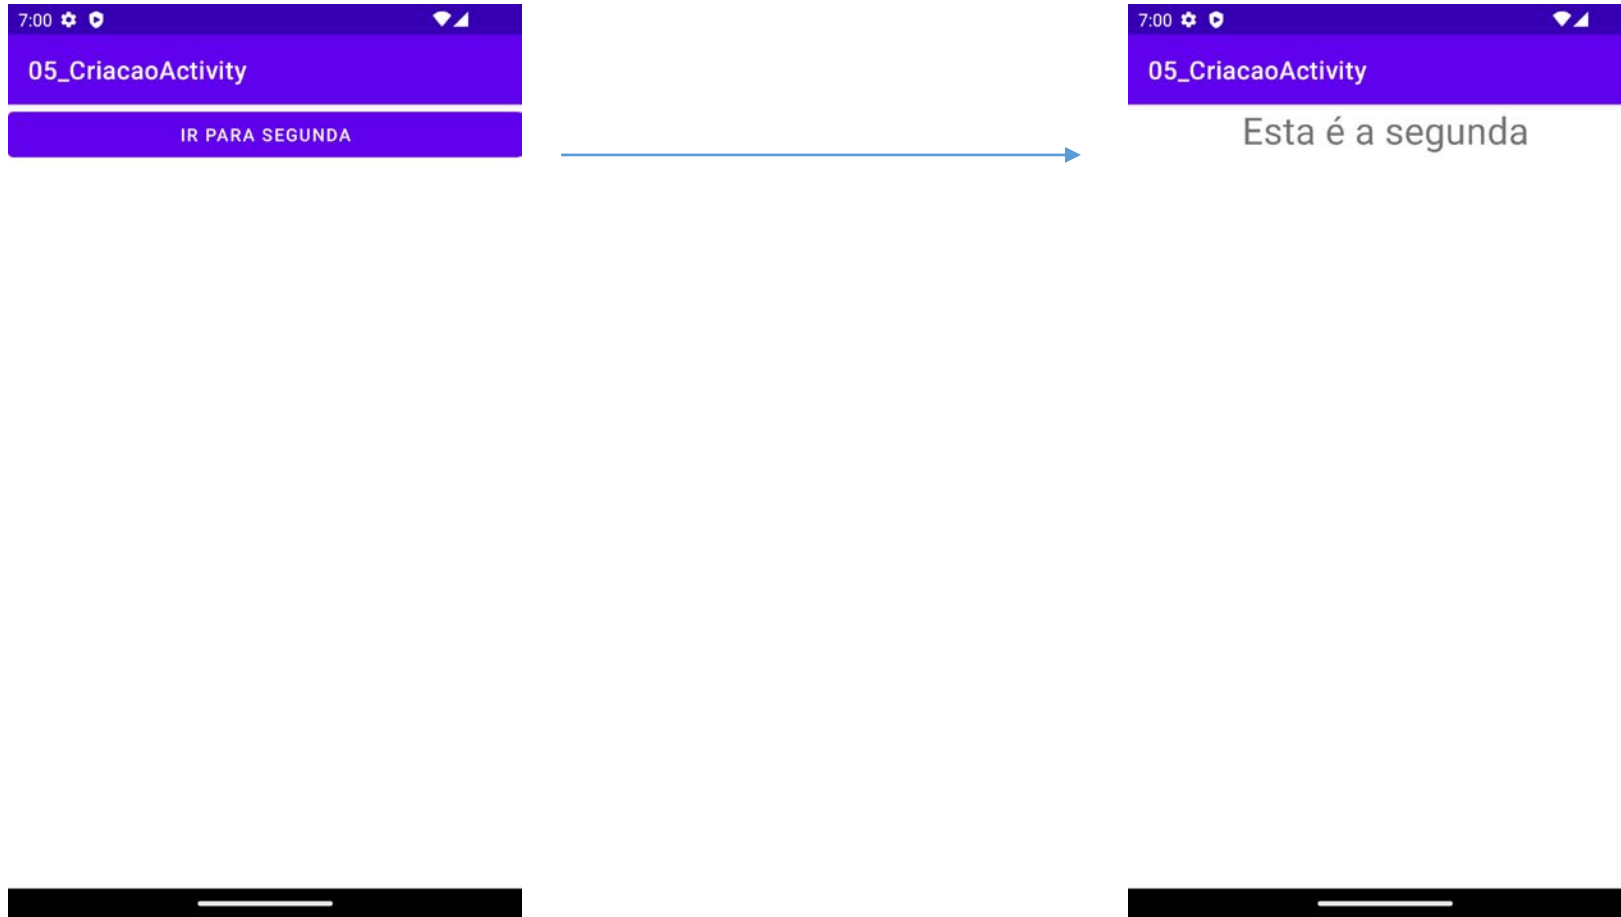 7:00
05_CriacaoActivity
IR PARA SEGUNDA
7:00
05_CriacaoActivity
Esta é a segunda